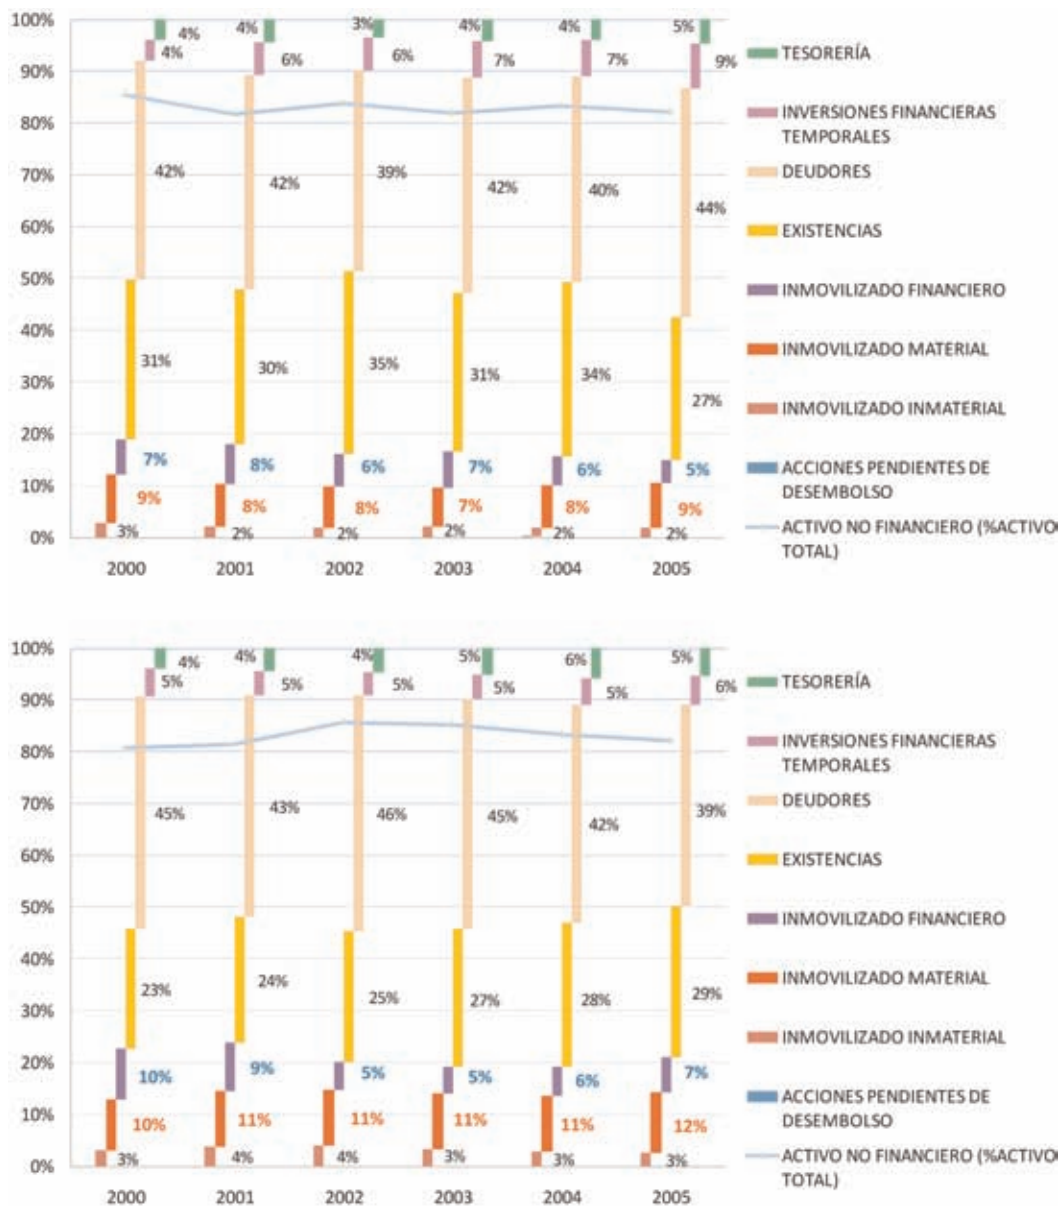 100%
90%
80%
70%
60%
50%
40%
30%
20%
10%
0%
4% 4% 3% 4% 4% 5%
4% 6% 6% 7% 7% 9%
42% 42% 39% 42% 40% 44%
31% 30% 35% 31% 34% 27%
7% 8% 6% 7% 6% 5%
9% 8% 8% 7% 8% 9%
3% 2% 2% 2% 2% 2%
2000 2001 2002 2003 2004 2005
TESORERÍA
INVERSIONES FINANCIERAS
TEMPORALES
DEUDORES
EXISTENCIAS
INMOVILIZADO FINANCIERO
INMOVILIZADO MATERIAL
INMOVILIZADO INMATERIAL
ACCIONES PENDIENTES DE
DESEMBOLSO
ACTIVO NO FINANCIERO (%ACTIVO
TOTAL)
100%
90%
80%
70%
60%
50%
40%
30%
20%
10%
0%
4% 4% 4% 5% 6% 5%
5% 5% 5% 5% 5% 6%
45% 43% 46% 45% 42% 39%
23% 24% 25% 27% 28% 29%
10% 9% 5% 5% 6% 7%
10% 11% 11% 11% 11% 12%
3% 4% 4% 3% 3% 3%
2000 2001 2002 2003 2004 2005
TESORERÍA
INVERSIONES FINANCIERAS
TEMPORALES
DEUDORES
EXISTENCIAS
INMOVILIZADO FINANCIERO
INMOVILIZADO MATERIAL
INMOVILIZADO INMATERIAL
ACCIONES PENDIENTES DE
DESEMBOLSO
ACTIVO NO FINANCIERO (%ACTIVO
TOTAL)